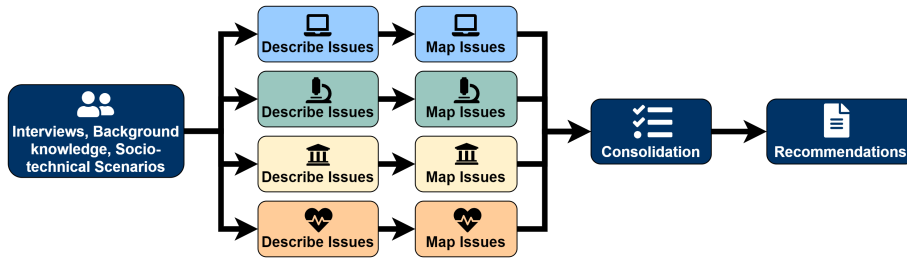 Interviews, Background
knowledge, Socio-
technical Scenarios
Describe Issues
Map Issues
Describe Issues
Map Issues
Describe Issues
Map Issues
Describe Issues
Map Issues
Consolidation
Recommendations